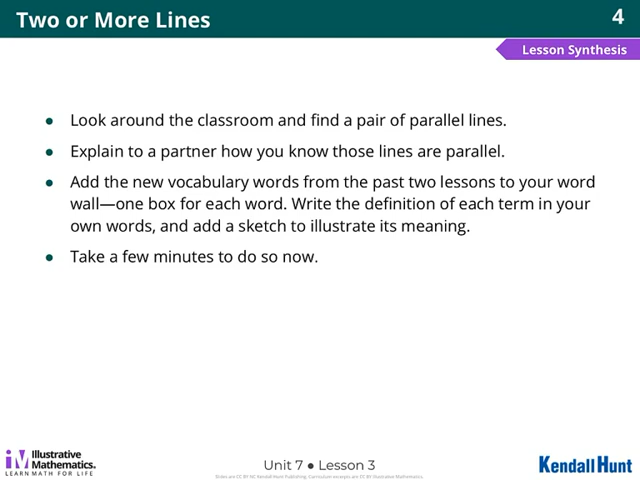 Two or More Lines
4
Lesson Synthesis
● Look around the classroom and find a pair of parallel lines.
● Explain to a partner how you know those lines are parallel.
● Add the new vocabulary words from the past two lessons to your word
wall—one box for each word. Write the definition of each term in your
own words, and add a sketch to illustrate its meaning.
● Take a few minutes to do so now.
iM Illustrative
Mathematics.
LEARN MATH FOR LIFE
Unit 7 ● Lesson 3
Slides are CC BY NC Kendall Hunt Publishing. Curriculum excerpts are CC BY Illustrative Mathematics.
Kendall Hunt